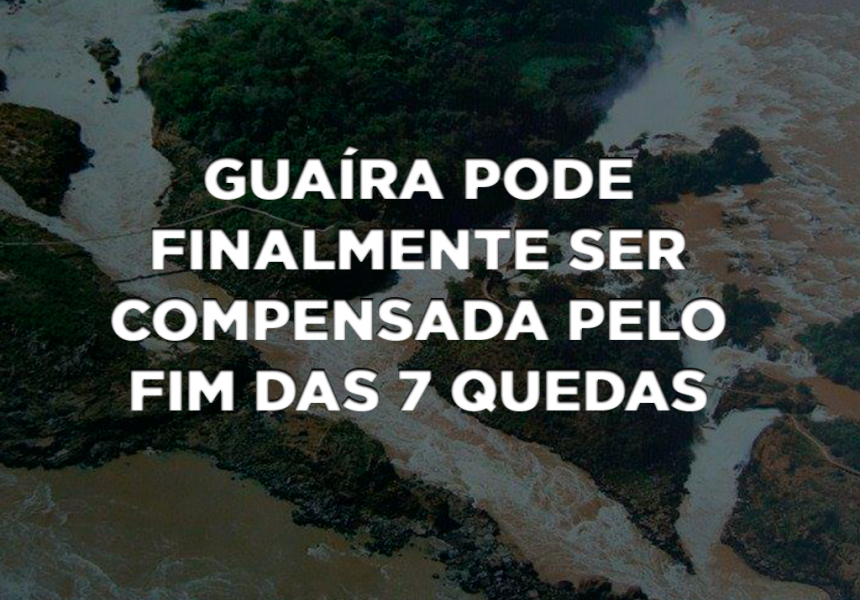 GUAÍRA PODE
FINALMENTE SER
COMPENSADA PELO
FIM DAS 7 QUEDAS